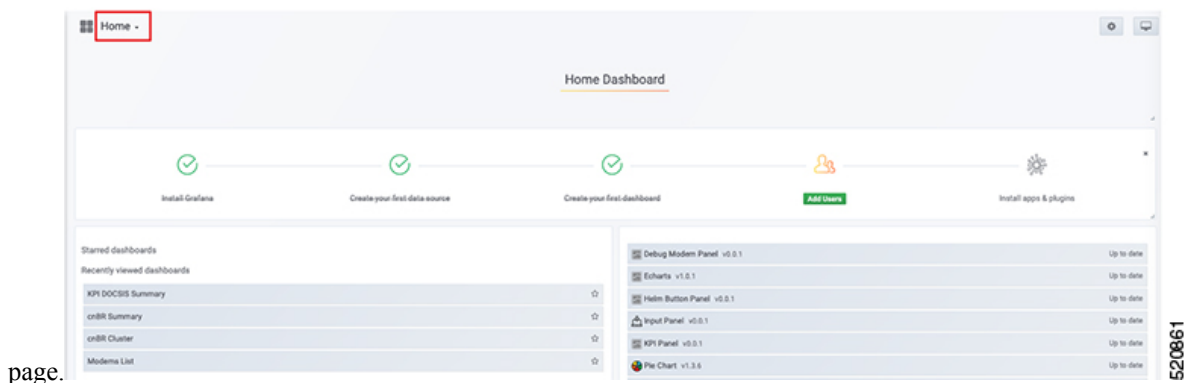 Home
Home Dashboard
Install Grafana
Create your first data source
Create your first dashboard
Add Users
Install apps & plugins
Starred dashboards
Recently viewed dashboards
KPI DOCSIS Summary
cnBR Summary
cnBR Cluster
Modems List
Debug Modem Panel v0.0.1 Up to date
Echarts v1.0.1 Up to date
Helm Button Panel v0.0.1 Up to date
Input Panel v0.0.1 Up to date
KPI Panel v0.0.1 Up to date
Pie Chart v1.3.6 Up to date
page.
520861